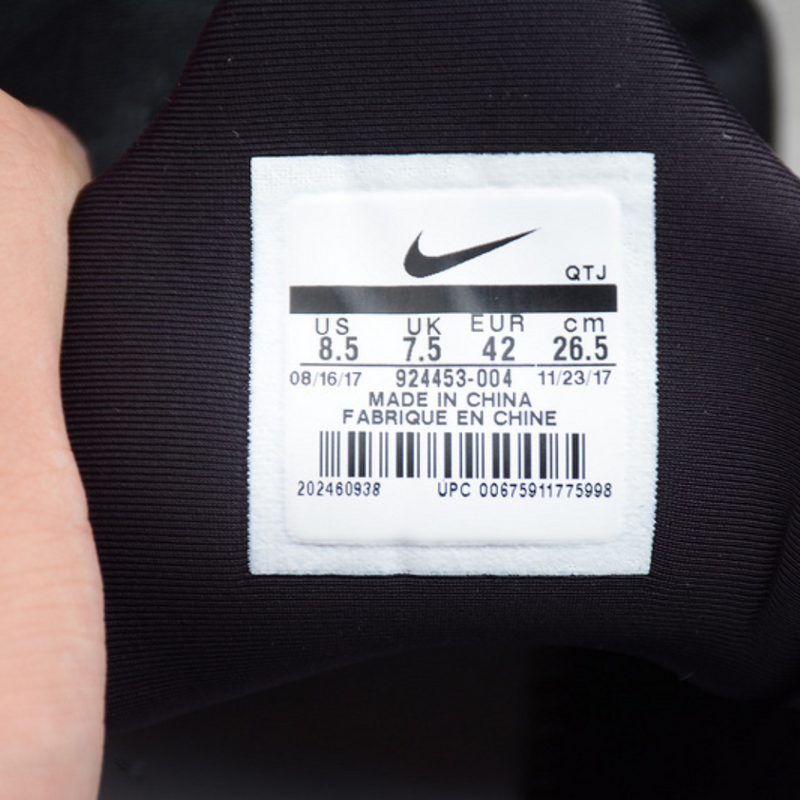 QTJ
US UK EUR cm
8.5 7.5 42 26.5
08/16/17 924453-004 11/23/17
MADE IN CHINA
FABRIQUE EN CHINE
202460938 UPC 00675911775998